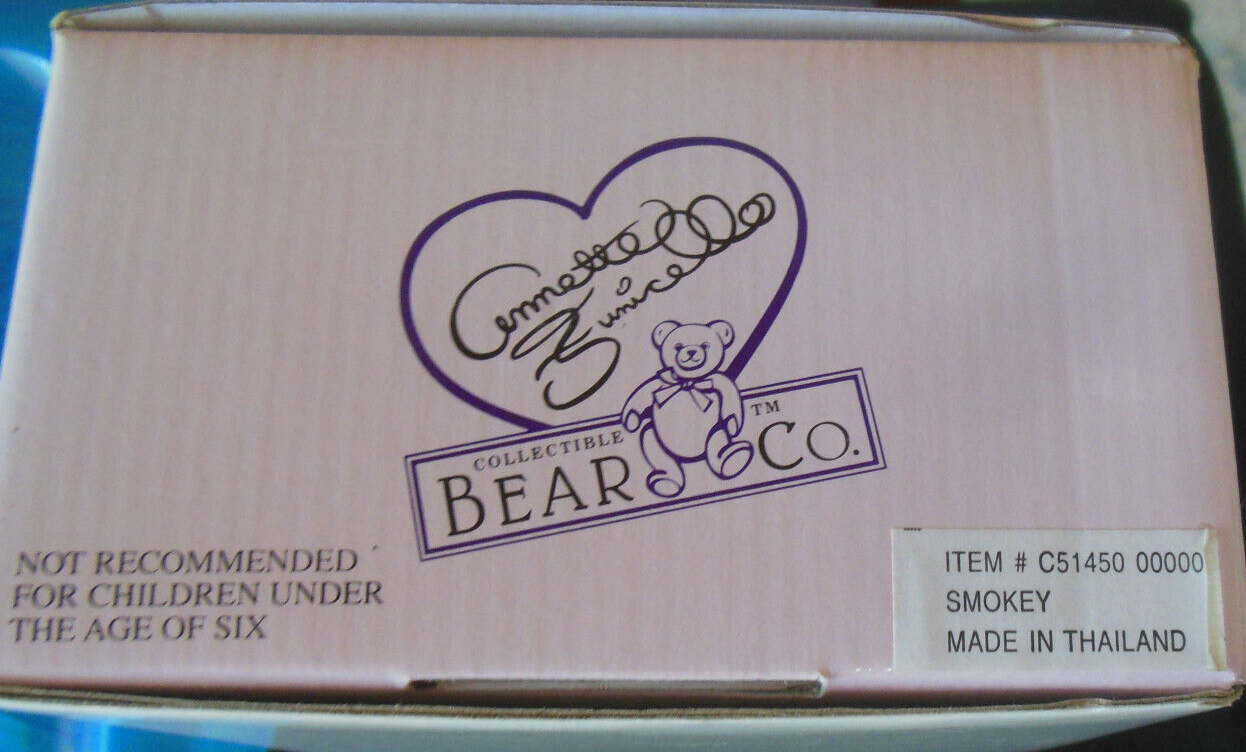 Annette
Funicello
COLLECTIBLE
BEAR CO.™
NOT RECOMMENDED
FOR CHILDREN UNDER
THE AGE OF SIX
ITEM # C51450 00000
SMOKEY
MADE IN THAILAND